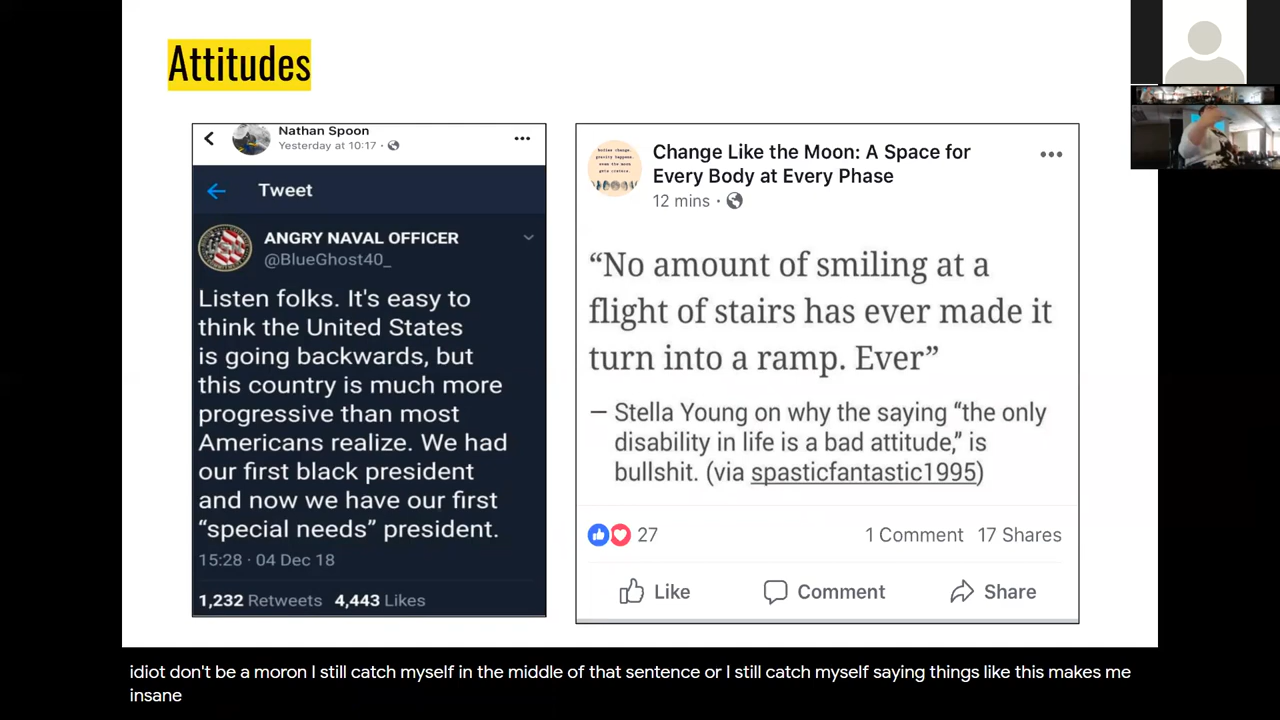 Attitudes
Nathan Spoon
Yesterday at 10:17 ·
Tweet
ANGRY NAVAL OFFICER
@BlueGhost40_
Listen folks. It's easy to
think the United States
is going backwards, but
this country is much more
progressive than most
Americans realize. We had
our first black president
and now we have our first
“special needs” president.
15:28 · 04 Dec 18
1,232 Retweets 4,443 Likes
Change Like the Moon: A Space for
Every Body at Every Phase
12 mins ·
“No amount of smiling at a
flight of stairs has ever made it
turn into a ramp. Ever”
— Stella Young on why the saying “the only
disability in life is a bad attitude,” is
bullshit. (via spasticfantastic1995)
27
1 Comment 17 Shares
Like Comment Share
idiot don't be a moron I still catch myself in the middle of that sentence or I still catch myself saying things like this makes me
insane